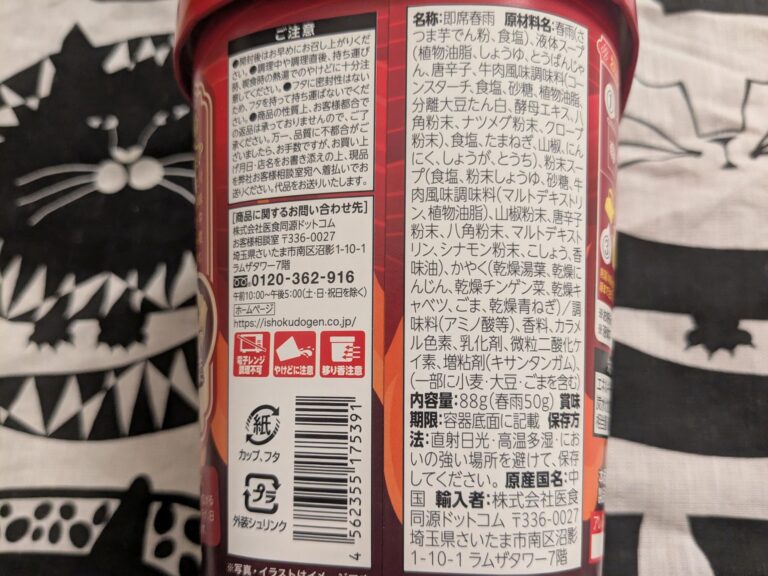 ご注意
●開封後はお早めにお召し上がりくだ
さい。●調理中や調理直後、持ち運び
時、喫食時の熱湯でのやけどに十分注
意してください。●フタに密封性はない
ため、フタを持って持ち運ばないでくだ
さい。●商品の性質上、お客様都合で
の返品は承っておりませんので、ご了
承ください。万一、品質に不都合がご
ざいましたら、お手数ですが、お買い上
げ月日・店名をお書き添えの上、現品
を弊社お客様相談室宛へ着払いでお
送りください。代品をお送りいたします。
【商品に関するお問い合わせ先】
株式会社医食同源ドットコム
お客様相談室 〒336-0027
埼玉県さいたま市南区沼影1-10-1
ラムザタワー7階
0120-362-916
午前10:00~午後5:00(土・日・祝日を除く)
ホームページ
https://ishokudogen.co.jp/
電子レンジ
調理不可
やけどに注意
移り香注意
紙
カップ、フタ
プラ
外装シュリンク
4 562355 175391
※写真・イラストはイメージ
名称:即席春雨 原材料名:春雨(さ
つま芋でん粉、食塩)、液体スープ
(植物油脂、しょうゆ、とうばんじゃ
ん、唐辛子、牛肉風味調味料(コー
ンスターチ、食塩、砂糖、植物油脂、
分離大豆たん白、酵母エキス、八
角粉末、ナツメグ粉末、クローブ
粉末)、食塩、たまねぎ、山椒、にん
にく、しょうが、とうち)、粉末スー
プ(食塩、粉末しょうゆ、砂糖、牛
肉風味調味料(マルトデキストリ
ン、植物油脂)、山椒粉末、唐辛子
粉末、八角粉末、マルトデキスト
リン、シナモン粉末、こしょう、香
味油)、かやく(乾燥湯葉、乾燥に
んじん、乾燥チンゲン菜、乾燥キ
ャベツ、ごま、乾燥青ねぎ)/調
味料(アミノ酸等)、香料、カラメ
ル色素、乳化剤、微粒二酸化ケ
イ素、増粘剤(キサンタンガム)、
(一部に小麦・大豆・ごまを含む)
内容量:88g(春雨50g) 賞味
期限:容器底面に記載 保存方
法:直射日光・高温多湿・にお
いの強い場所を避けて、保存
してください。 原産国名:中
国 輸入者:株式会社医食
同源ドットコム 〒336-0027
埼玉県さいたま市南区沼影
1-10-1 ラムザタワー7階